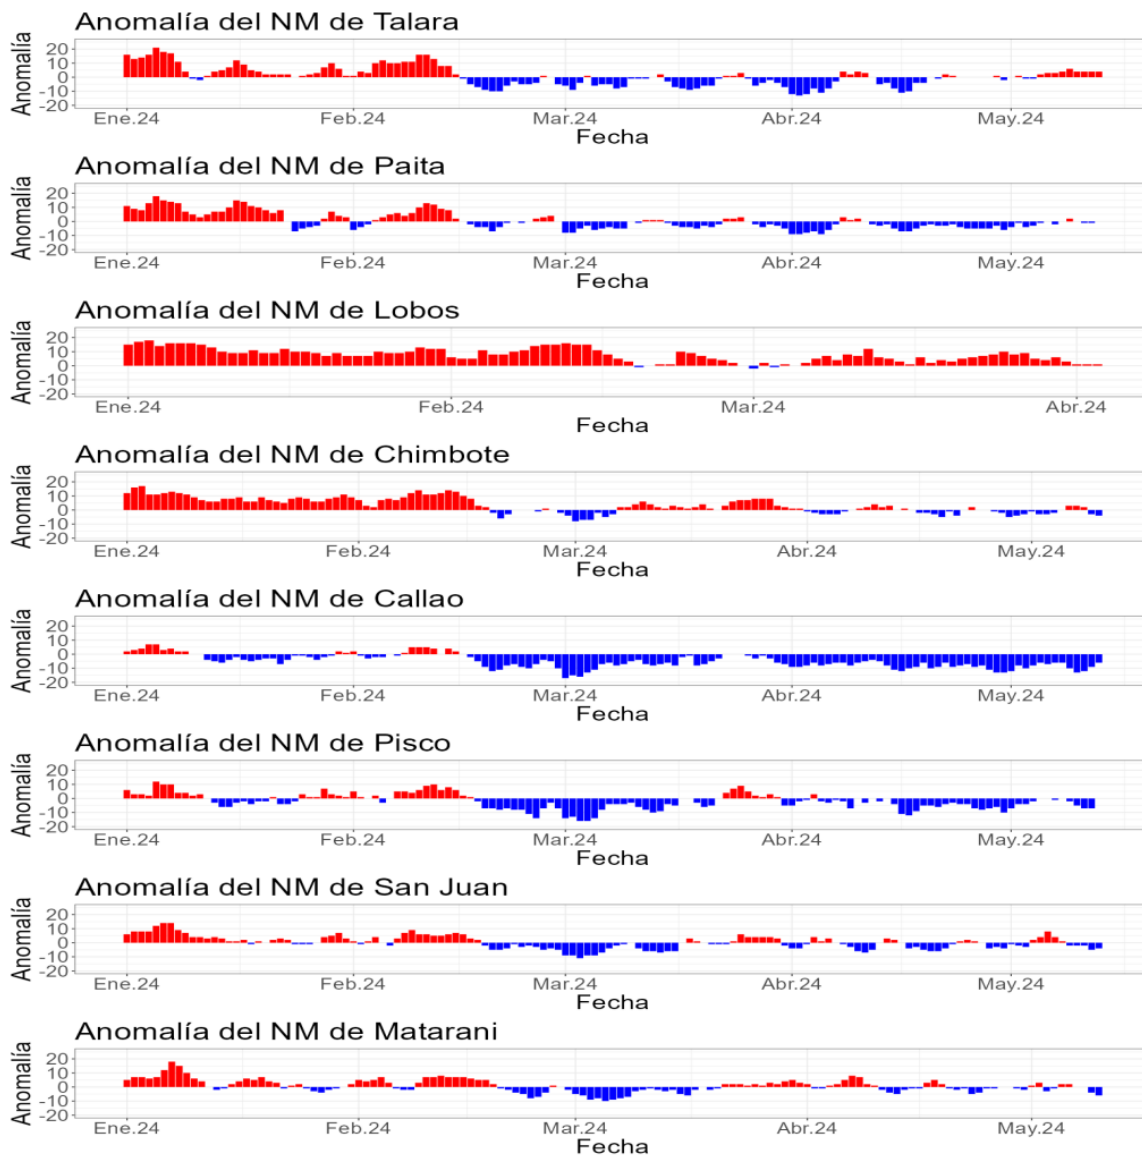 Anomalía del NM de Talara
Anomalía
20
10
0
-10
-20
Ene.24 Feb.24 Mar.24 Abr.24 May.24
Fecha
Anomalía del NM de Paita
Anomalía
20
10
0
-10
-20
Ene.24 Feb.24 Mar.24 Abr.24 May.24
Fecha
Anomalía del NM de Lobos
Anomalía
20
10
0
-10
-20
Ene.24 Feb.24 Mar.24 Abr.24
Fecha
Anomalía del NM de Chimbote
Anomalía
20
10
0
-10
-20
Ene.24 Feb.24 Mar.24 Abr.24 May.24
Fecha
Anomalía del NM de Callao
Anomalía
20
10
0
-10
-20
Ene.24 Feb.24 Mar.24 Abr.24 May.24
Fecha
Anomalía del NM de Pisco
Anomalía
20
10
0
-10
-20
Ene.24 Feb.24 Mar.24 Abr.24 May.24
Fecha
Anomalía del NM de San Juan
Anomalía
20
10
0
-10
-20
Ene.24 Feb.24 Mar.24 Abr.24 May.24
Fecha
Anomalía del NM de Matarani
Anomalía
20
10
0
-10
-20
Ene.24 Feb.24 Mar.24 Abr.24 May.24
Fecha